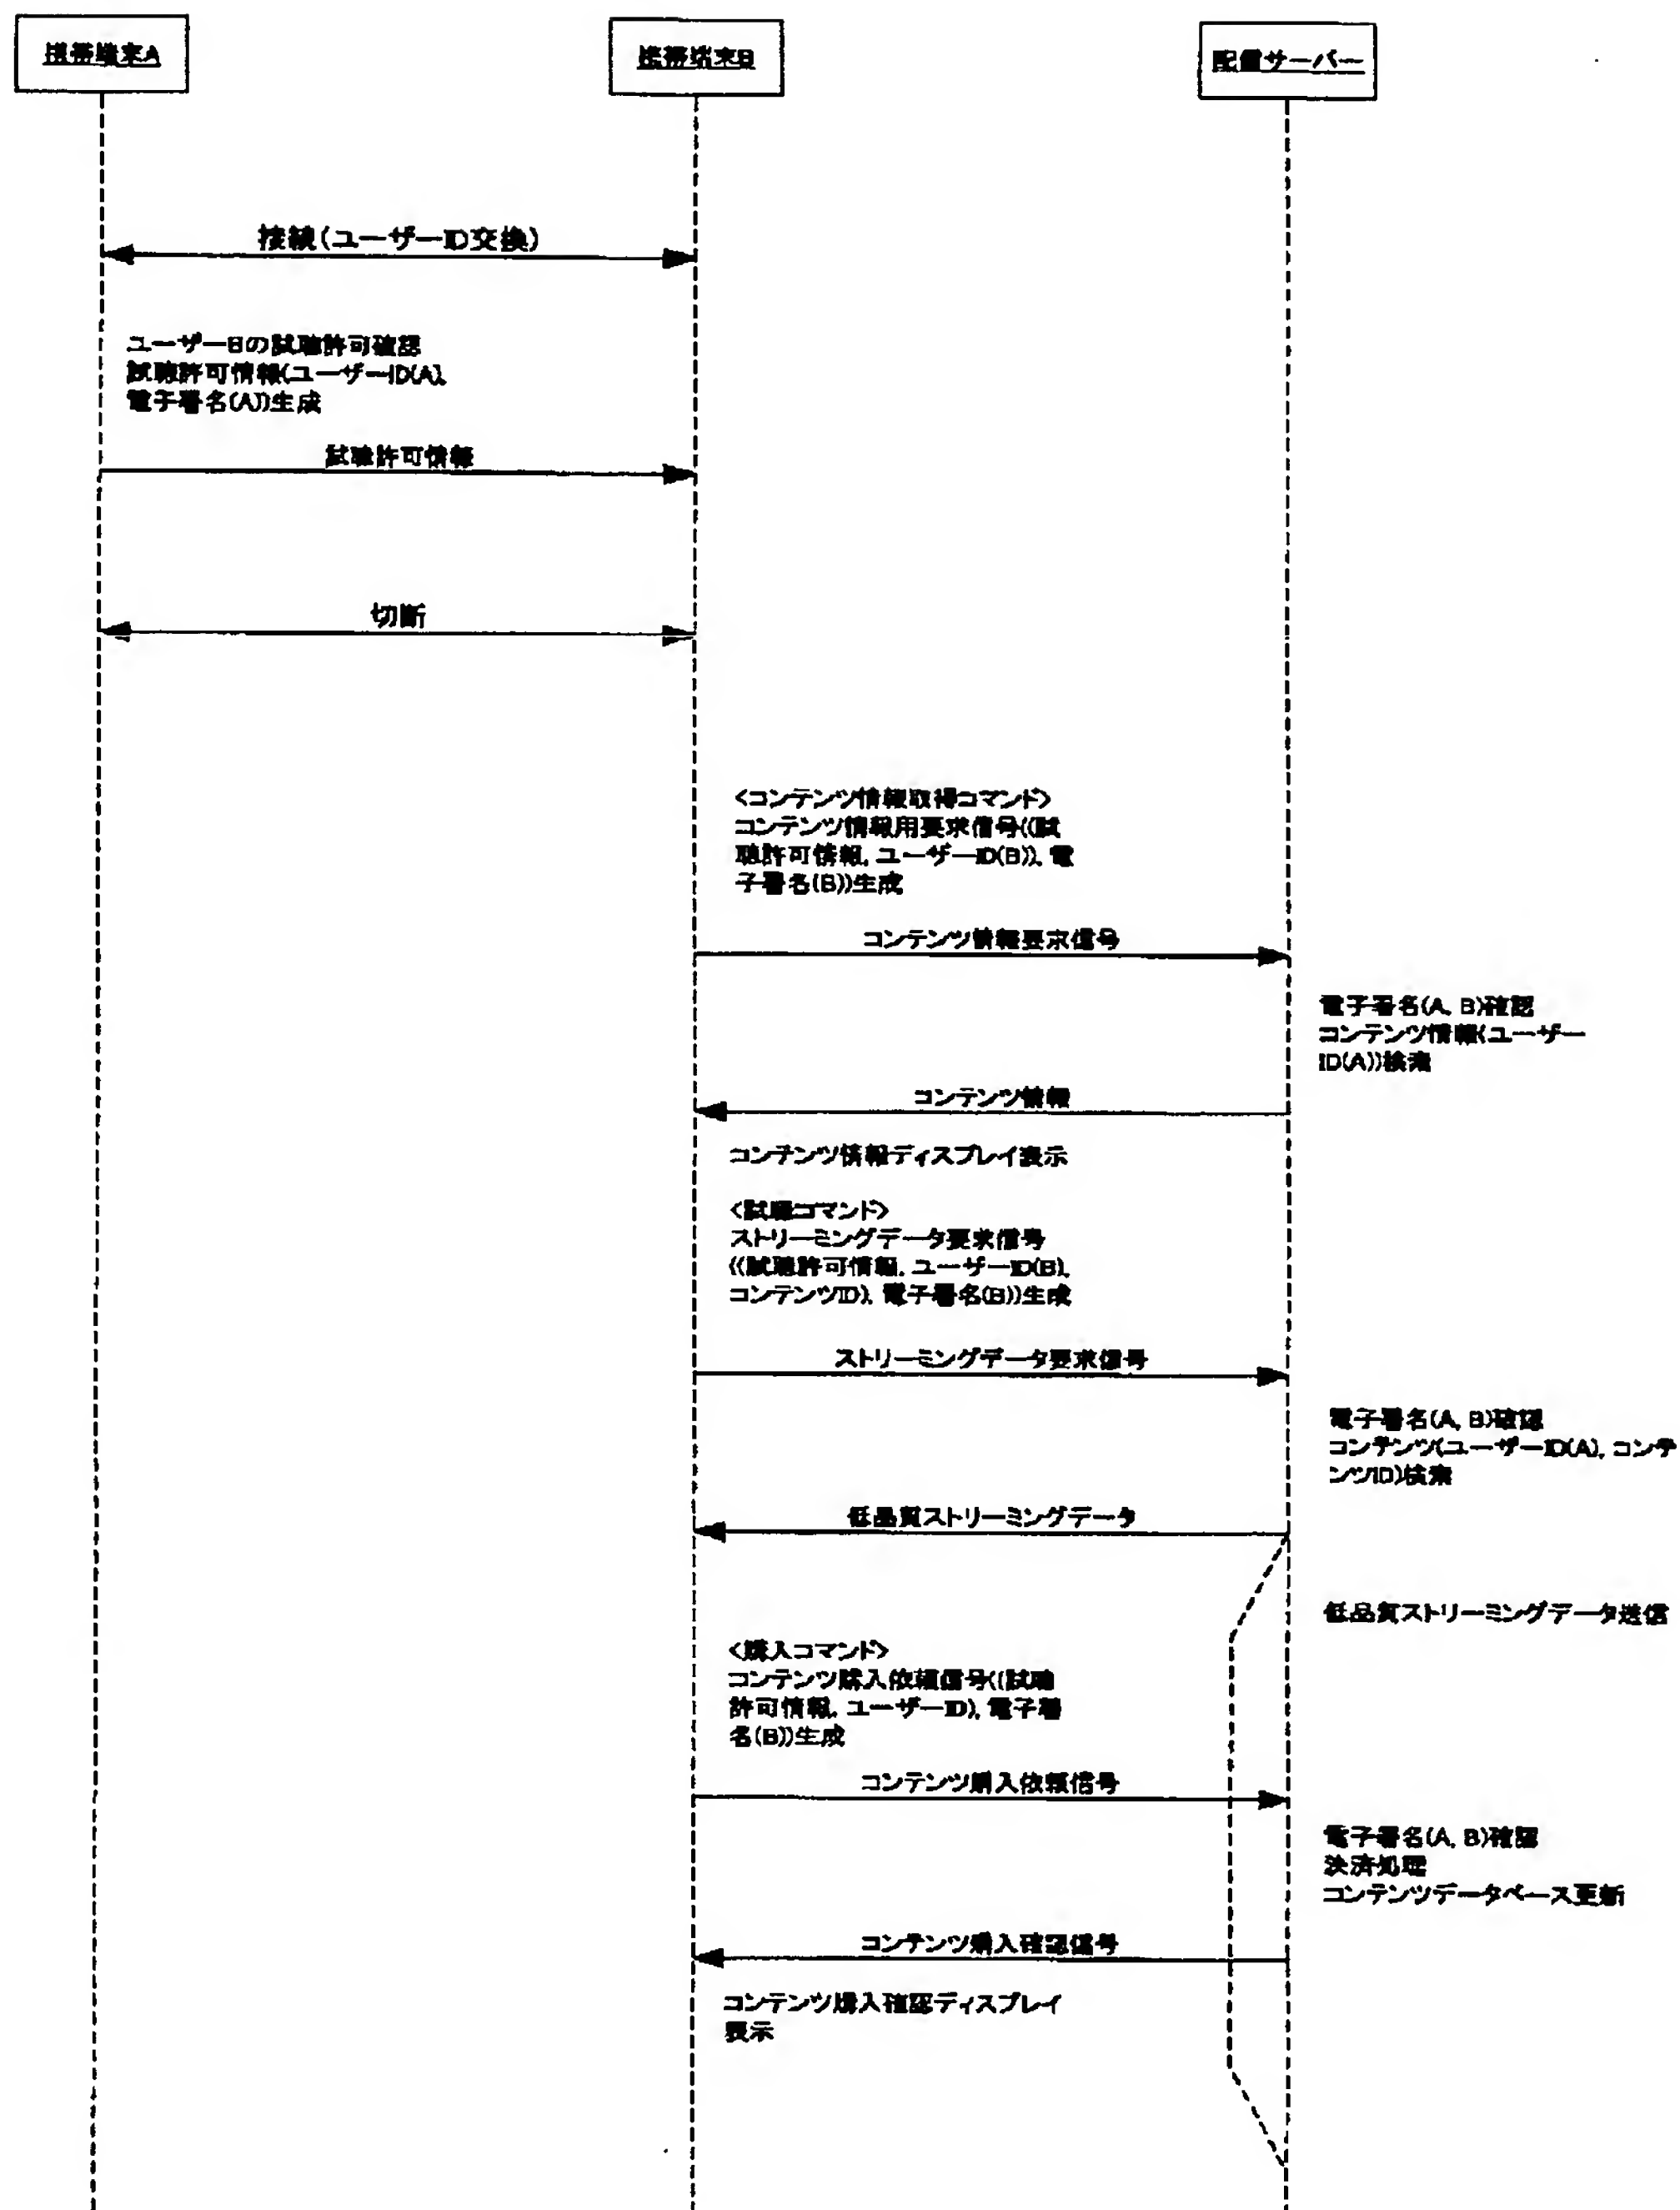 携帯端末A
携帯端末B
配信サーバー
接続(ユーザーID交換)
ユーザーBの試聴許可確認
試聴許可情報(ユーザーID(A),
電子署名(A))生成
試聴許可情報
切断
<コンテンツ情報取得コマンド>
コンテンツ情報用要求信号((試
聴許可情報, ユーザーID(B)), 電
子署名(B))生成
コンテンツ情報要求信号
電子署名(A, B)確認
コンテンツ情報(ユーザー
ID(A))検索
コンテンツ情報
コンテンツ情報ディスプレイ表示
<試聴コマンド>
ストリーミングデータ要求信号
((試聴許可情報, ユーザーID(B),
コンテンツID), 電子署名(B))生成
ストリーミングデータ要求信号
電子署名(A, B)確認
コンテンツ(ユーザーID(A), コンテ
ンツID)検索
低品質ストリーミングデータ
低品質ストリーミングデータ送信
<購入コマンド>
コンテンツ購入依頼信号((試聴
許可情報, ユーザーID), 電子署
名(B))生成
コンテンツ購入依頼信号
電子署名(A, B)確認
決済処理
コンテンツデータベース更新
コンテンツ購入確認信号
コンテンツ購入確認ディスプレイ
表示